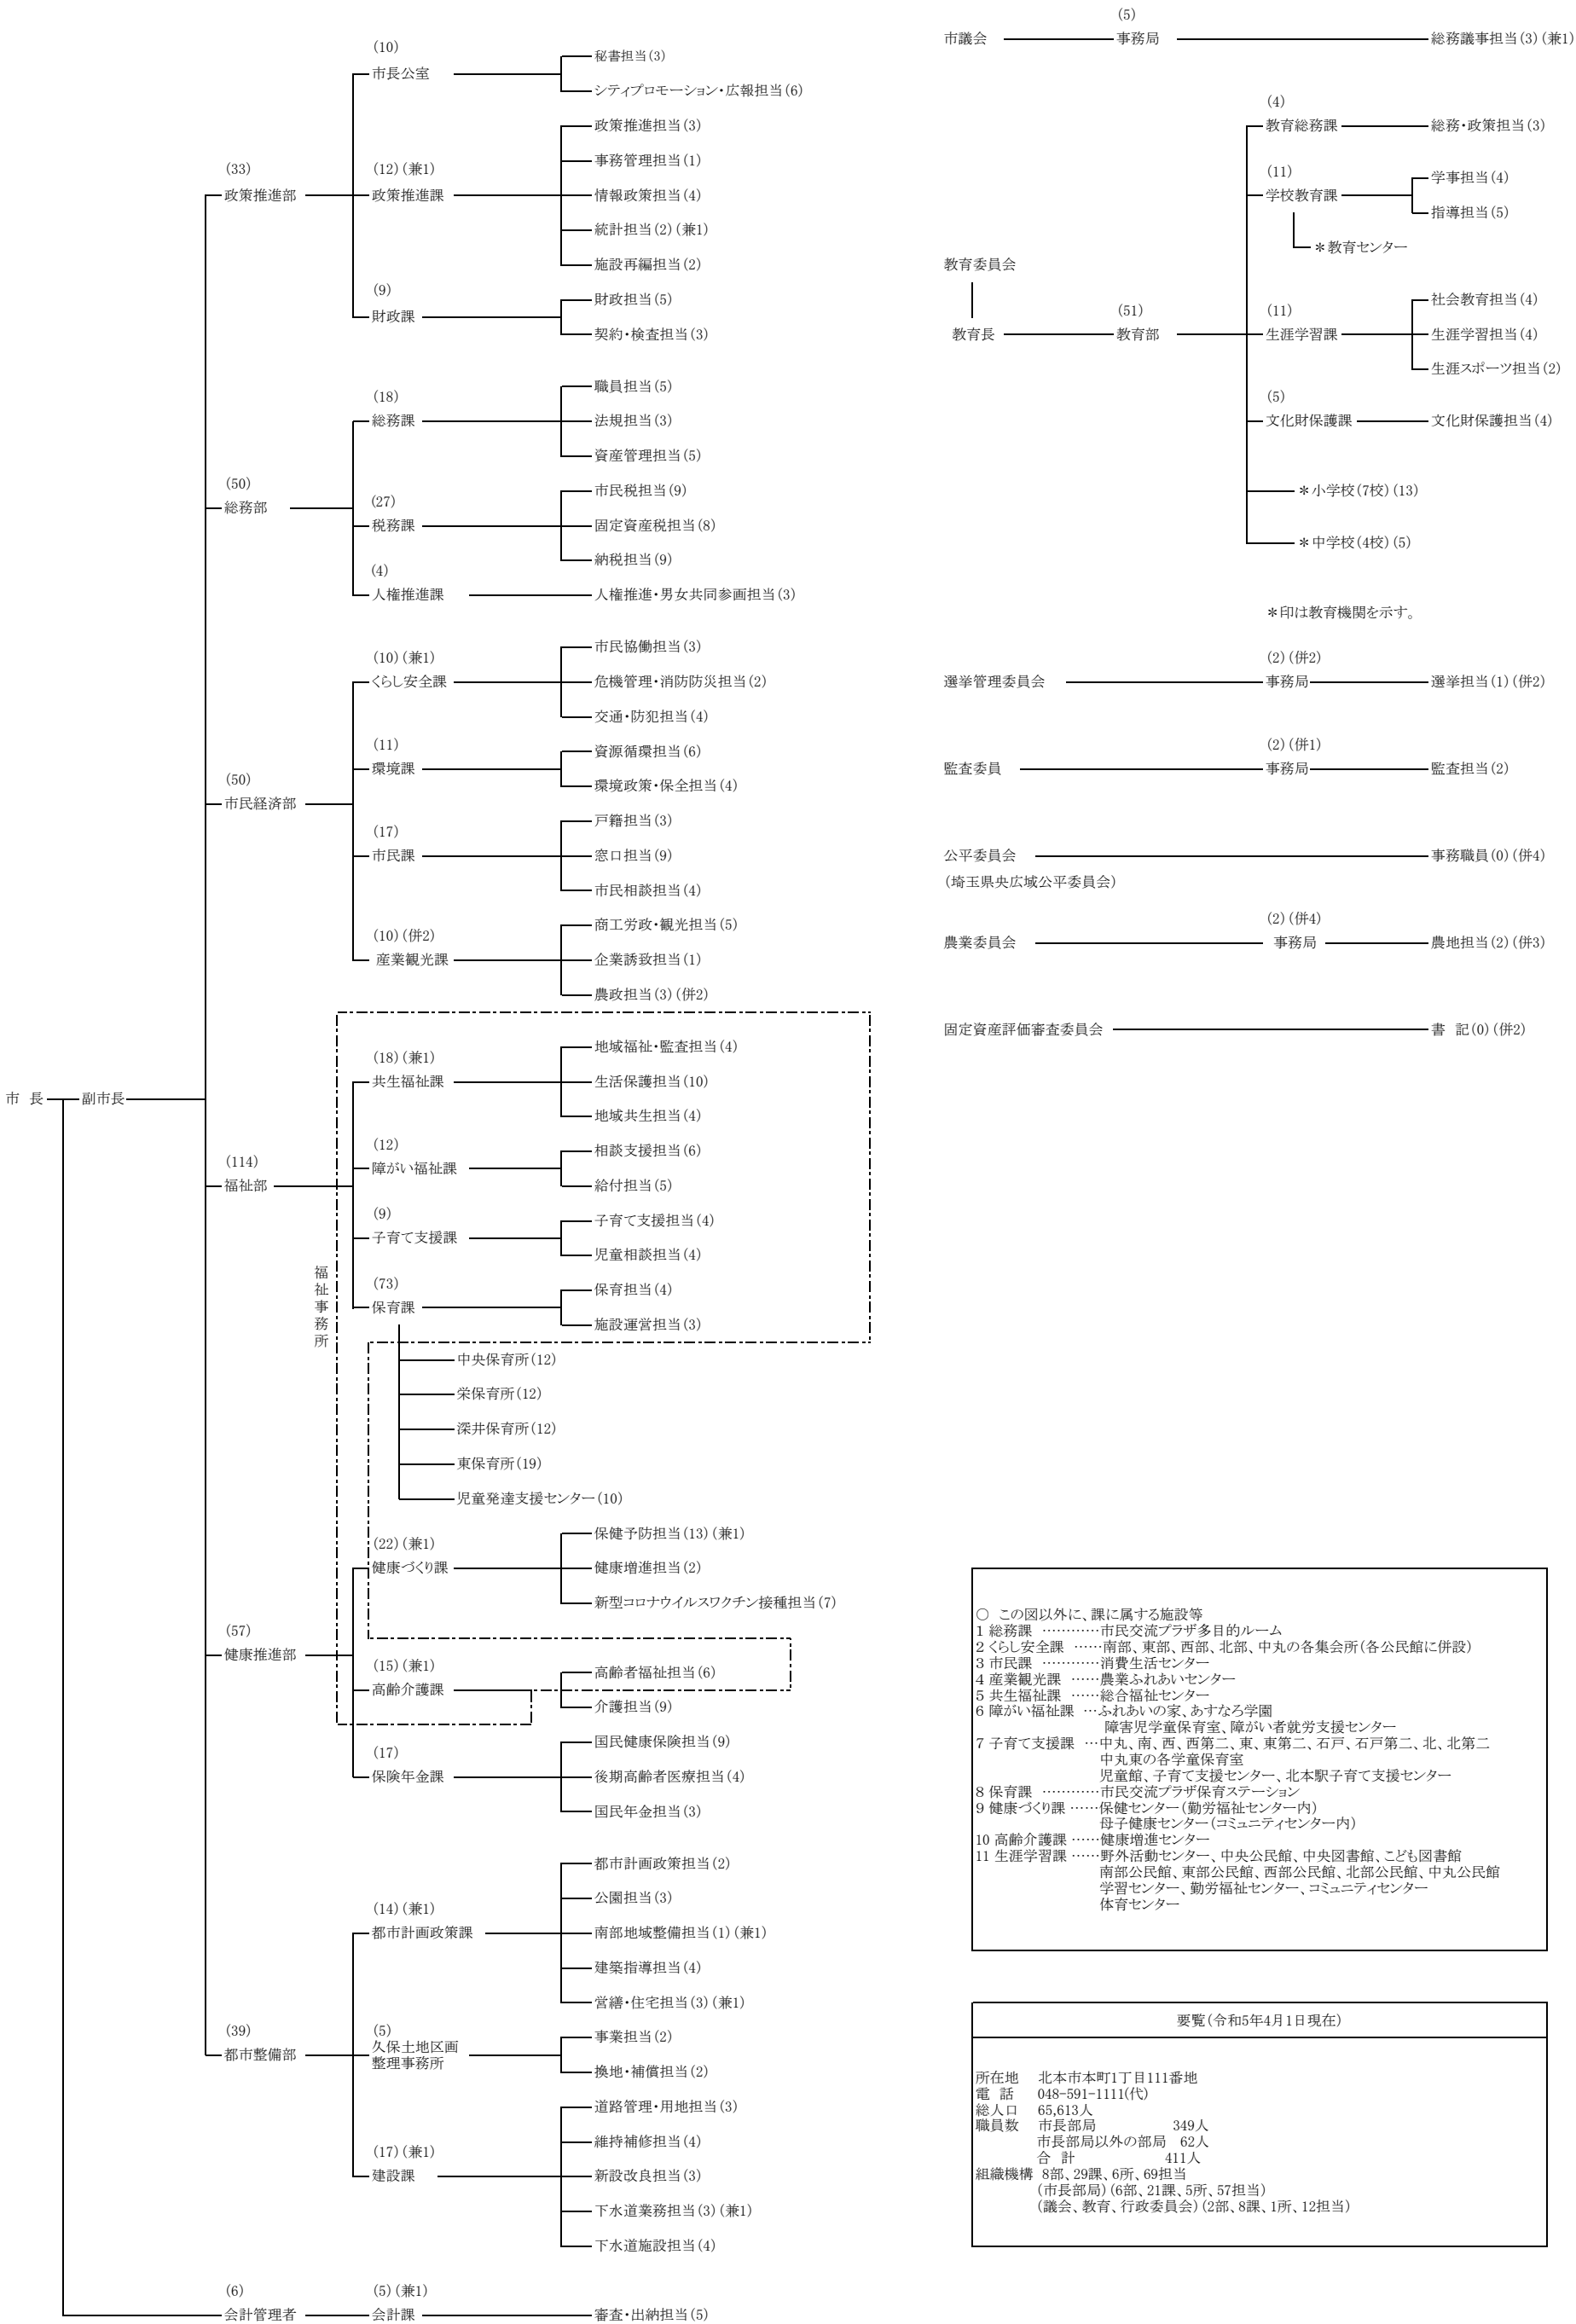 市 長
副市長
(33)
政策推進部
(10)
市長公室
秘書担当(3)
シティプロモーション・広報担当(6)
(12)(兼1)
政策推進課
政策推進担当(3)
事務管理担当(1)
情報政策担当(4)
統計担当(2)(兼1)
施設再編担当(2)
(9)
財政課
財政担当(5)
契約・検査担当(3)
(50)
総務部
(18)
総務課
職員担当(5)
法規担当(3)
資産管理担当(5)
(27)
税務課
市民税担当(9)
固定資産税担当(8)
納税担当(9)
(4)
人権推進課
人権推進・男女共同参画担当(3)
(50)
市民経済部
(10)(兼1)
くらし安全課
市民協働担当(3)
危機管理・消防防災担当(2)
交通・防犯担当(4)
(11)
環境課
資源循環担当(6)
環境政策・保全担当(4)
(17)
市民課
戸籍担当(3)
窓口担当(9)
市民相談担当(4)
(10)(併2)
産業観光課
商工労政・観光担当(5)
企業誘致担当(1)
農政担当(3)(併2)
福祉事務所
(114)
福祉部
(18)(兼1)
共生福祉課
地域福祉・監査担当(4)
生活保護担当(10)
地域共生担当(4)
(12)
障がい福祉課
相談支援担当(6)
給付担当(5)
(9)
子育て支援課
子育て支援担当(4)
児童相談担当(4)
(73)
保育課
保育担当(4)
施設運営担当(3)
中央保育所(12)
栄保育所(12)
深井保育所(12)
東保育所(19)
児童発達支援センター(10)
(57)
健康推進部
(22)(兼1)
健康づくり課
保健予防担当(13)(兼1)
健康増進担当(2)
新型コロナウイルスワクチン接種担当(7)
(15)(兼1)
高齢介護課
高齢者福祉担当(6)
介護担当(9)
(17)
保険年金課
国民健康保険担当(9)
後期高齢者医療担当(4)
国民年金担当(3)
(39)
都市整備部
(14)(兼1)
都市計画政策課
都市計画政策担当(2)
公園担当(3)
南部地域整備担当(1)(兼1)
建築指導担当(4)
営繕・住宅担当(3)(兼1)
(5)
久保土地区画
整理事務所
事業担当(2)
換地・補償担当(2)
(17)(兼1)
建設課
道路管理・用地担当(3)
維持補修担当(4)
新設改良担当(3)
下水道業務担当(3)(兼1)
下水道施設担当(4)
(6)
会計管理者
(5)(兼1)
会計課
審査・出納担当(5)
市議会
(5)
事務局
総務議事担当(3)(兼1)
教育委員会
教育長
(51)
教育部
(4)
教育総務課
総務・政策担当(3)
(11)
学校教育課
学事担当(4)
指導担当(5)
＊教育センター
(11)
生涯学習課
社会教育担当(4)
生涯学習担当(4)
生涯スポーツ担当(2)
(5)
文化財保護課
文化財保護担当(4)
＊小学校(7校)(13)
＊中学校(4校)(5)
＊印は教育機関を示す。
選挙管理委員会
(2)(併2)
事務局
選挙担当(1)(併2)
監査委員
(2)(併1)
事務局
監査担当(2)
公平委員会
(埼玉県央広域公平委員会)
事務職員(0)(併4)
農業委員会
(2)(併4)
事務局
農地担当(2)(併3)
固定資産評価審査委員会
書 記(0)(併2)
○ この図以外に、課に属する施設等
1 総務課 …………市民交流プラザ多目的ルーム
2 くらし安全課 ……南部、東部、西部、北部、中丸の各集会所(各公民館に併設)
3 市民課 …………消費生活センター
4 産業観光課 ……農業ふれあいセンター
5 共生福祉課 ……総合福祉センター
6 障がい福祉課 …ふれあいの家、あすなろ学園
障害児学童保育室、障がい者就労支援センター
7 子育て支援課 …中丸、南、西、西第二、東、東第二、石戸、石戸第二、北、北第二
中丸東の各学童保育室
児童館、子育て支援センター、北本駅子育て支援センター
8 保育課 …………市民交流プラザ保育ステーション
9 健康づくり課 ……保健センター(勤労福祉センター内)
母子健康センター(コミュニティセンター内)
10 高齢介護課 ……健康増進センター
11 生涯学習課 ……野外活動センター、中央公民館、中央図書館、こども図書館
南部公民館、東部公民館、西部公民館、北部公民館、中丸公民館
学習センター、勤労福祉センター、コミュニティセンター
体育センター
要覧(令和5年4月1日現在)
所在地 北本市本町1丁目111番地
電 話 048-591-1111(代)
総人口 65,613人
職員数 市長部局 349人
市長部局以外の部局 62人
合 計 411人
組織機構 8部、29課、6所、69担当
(市長部局)(6部、21課、5所、57担当)
(議会、教育、行政委員会)(2部、8課、1所、12担当)